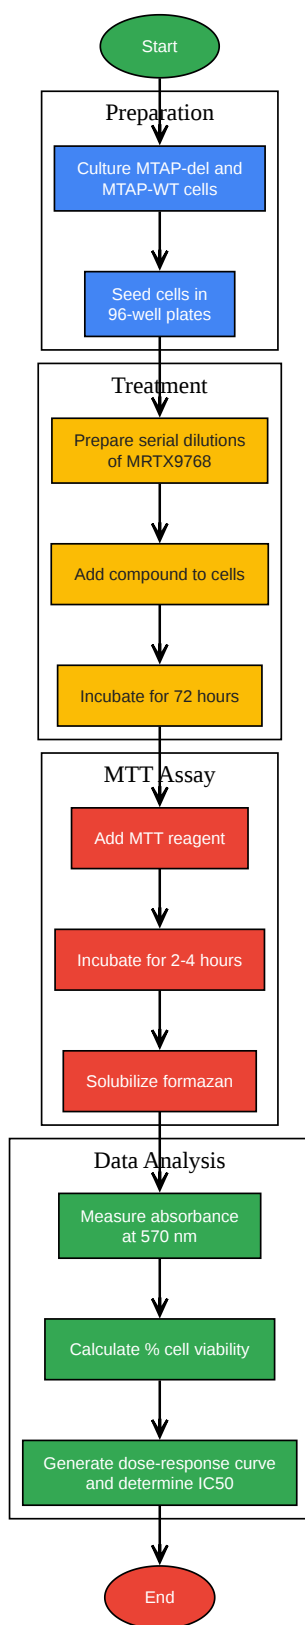 Start
Preparation
Culture MTAP-del and
MTAP-WT cells
Seed cells in
96-well plates
Treatment
Prepare serial dilutions
of MRTX9768
Add compound to cells
Incubate for 72 hours
MTT Assay
Add MTT reagent
Incubate for 2-4 hours
Solubilize formazan
Data Analysis
Measure absorbance
at 570 nm
Calculate % cell viability
Generate dose-response curve
and determine IC50
End